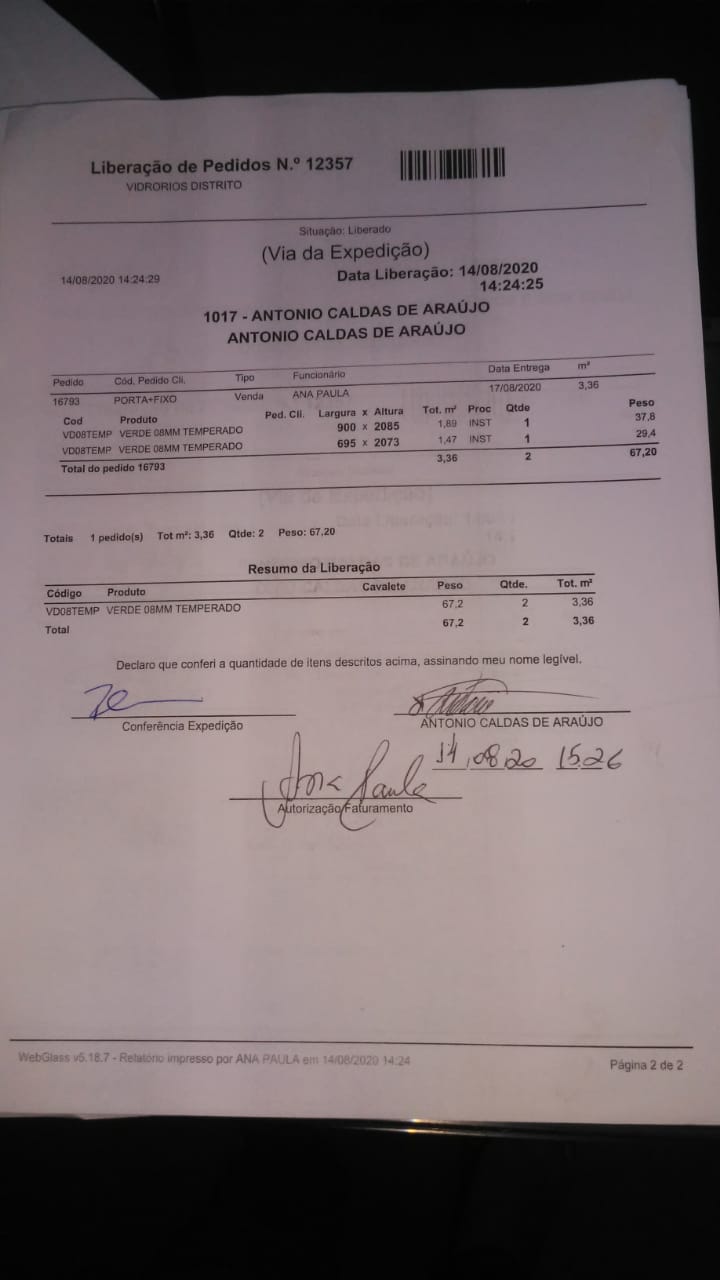 Liberação de Pedidos N.º 12357
VIDRORIOS DISTRITO
Situação: Liberado
(Via da Expedição)
14/08/2020 14:24:29
Data Liberação: 14/08/2020
14:24:25
1017 - ANTONIO CALDAS DE ARAÚJO
ANTONIO CALDAS DE ARAÚJO
Pedido Cód. Pedido Cli. Tipo Funcionário Data Entrega m²
16793 PORTA+FIXO Venda ANA PAULA 17/08/2020 3,36
Cod Produto Ped. Cli. Largura x Altura Tot. m² Proc Qtde Peso
VD08TEMP VERDE 08MM TEMPERADO 900 x 2085 1,89 INST 1 37,8
VD08TEMP VERDE 08MM TEMPERADO 695 x 2073 1,47 INST 1 29,4
Total do pedido 16793 3,36 2 67,20
Totais 1 pedido(s) Tot m²: 3,36 Qtde: 2 Peso: 67,20
Resumo da Liberação
Código Produto Cavalete Peso Qtde. Tot. m²
VD08TEMP VERDE 08MM TEMPERADO 67,2 2 3,36
Total 67,2 2 3,36
Declaro que conferi a quantidade de itens descritos acima, assinando meu nome legível.
Conferência Expedição
ANTONIO CALDAS DE ARAÚJO
14,08,20 15:26
Ana Paula
Autorização/Faturamento
WebGlass v5.18.7 - Relatório impresso por ANA PAULA em 14/08/2020 14:24
Página 2 de 2